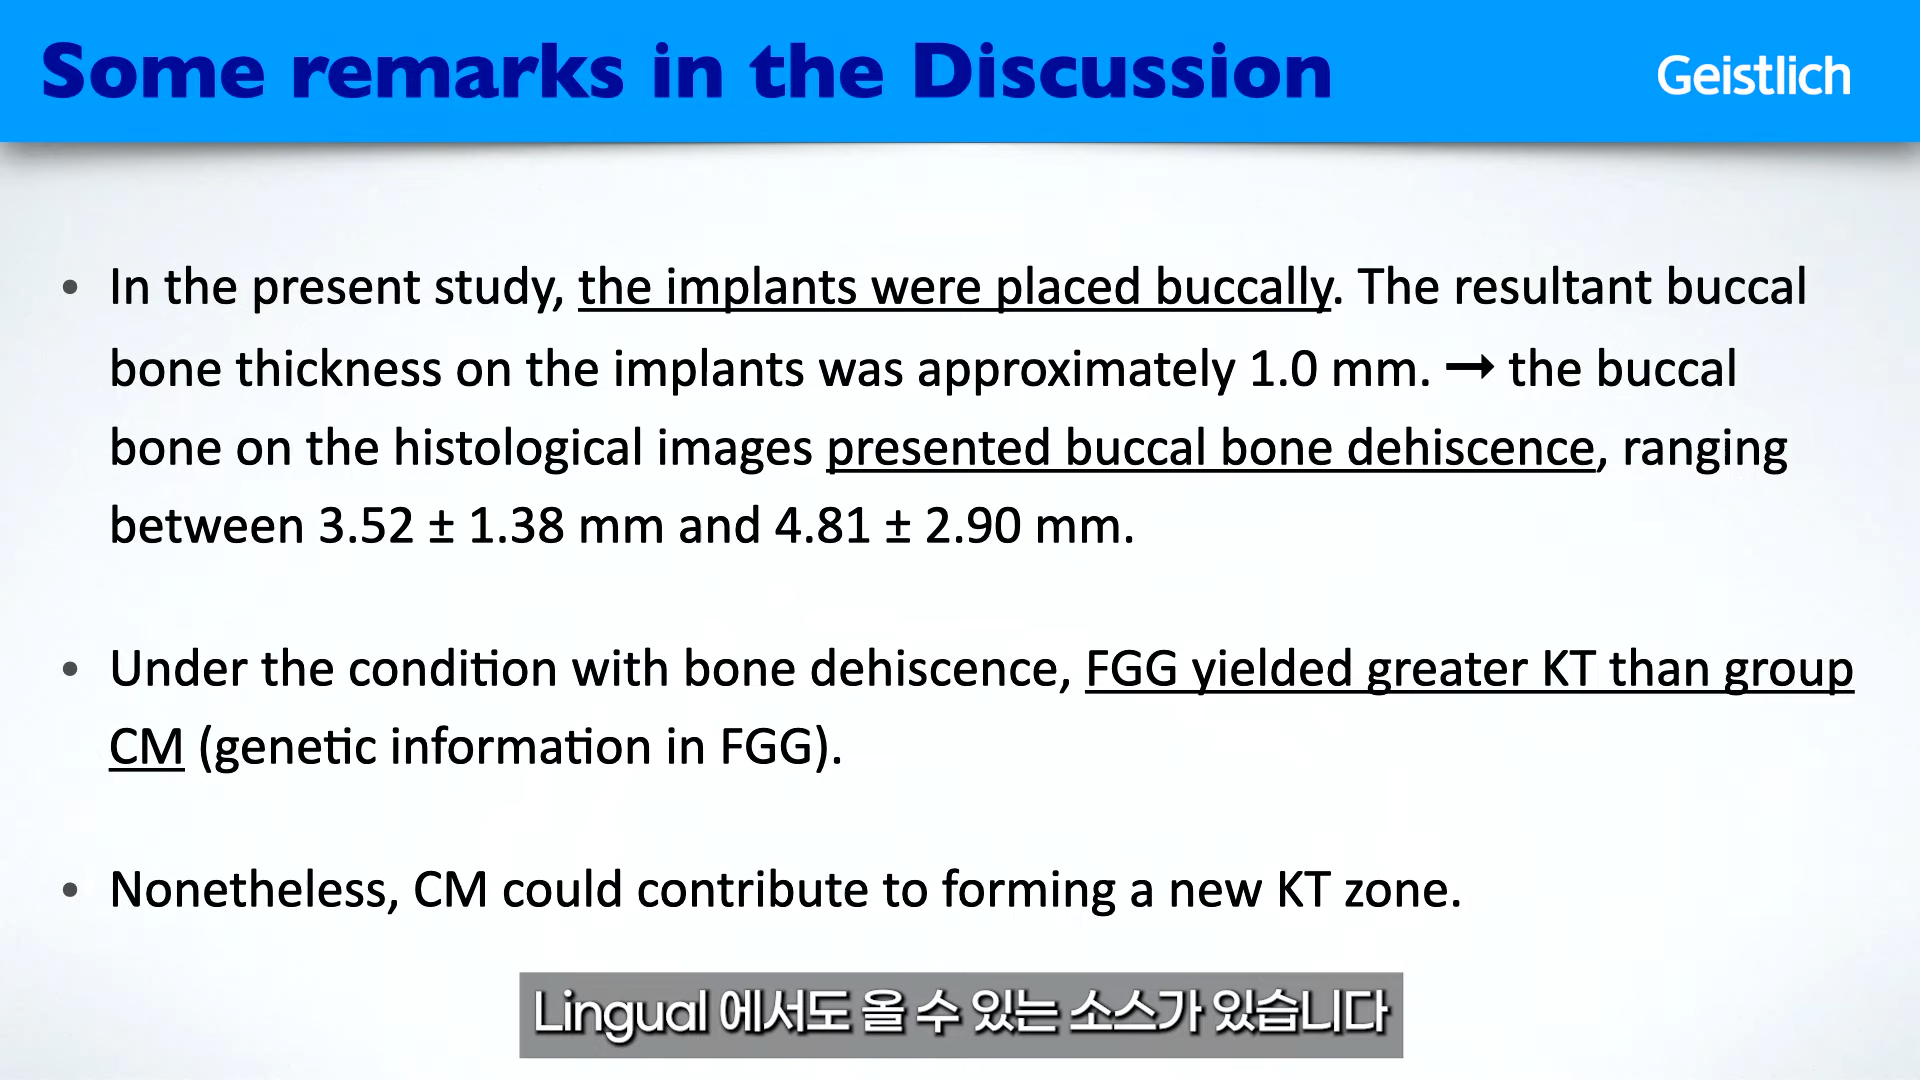 Some remarks in the Discussion
Geistlich
• In the present study, the implants were placed buccally. The resultant buccal
bone thickness on the implants was approximately 1.0 mm. → the buccal
bone on the histological images presented buccal bone dehiscence, ranging
between 3.52 ± 1.38 mm and 4.81 ± 2.90 mm.
• Under the condition with bone dehiscence, FGG yielded greater KT than group
CM (genetic information in FGG).
• Nonetheless, CM could contribute to forming a new KT zone.
Lingual 에서도 올 수 있는 소스가 있습니다